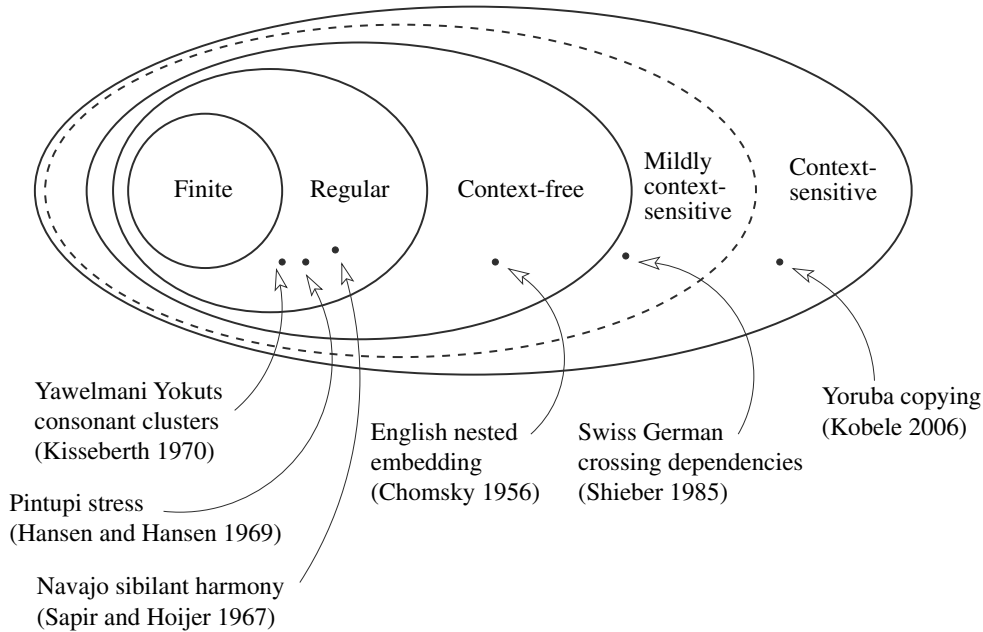 Finite
Regular
Context-free
Mildly
context-
sensitive
Context-
sensitive
Yawelmani Yokuts
consonant clusters
(Kisseberth 1970)
Pintupi stress
(Hansen and Hansen 1969)
Navajo sibilant harmony
(Sapir and Hoijer 1967)
English nested
embedding
(Chomsky 1956)
Swiss German
crossing dependencies
(Shieber 1985)
Yoruba copying
(Kobele 2006)